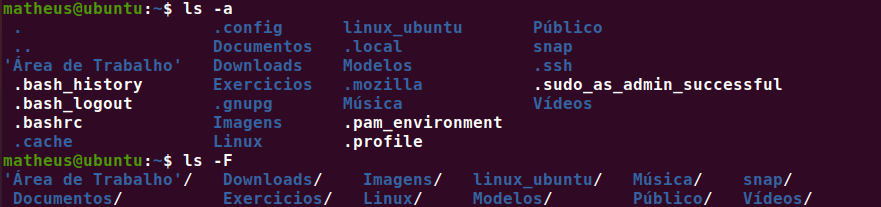 matheus@ubuntu:~$ ls -a
. .config linux_ubuntu Público
.. Documentos .local snap
'Área de Trabalho' Downloads Modelos .ssh
.bash_history Exercicios .mozilla .sudo_as_admin_successful
.bash_logout .gnupg Música Vídeos
.bashrc Imagens .pam_environment
.cache Linux .profile
matheus@ubuntu:~$ ls -F
'Área de Trabalho'/ Downloads/ Imagens/ linux_ubuntu/ Música/ snap/
Documentos/ Exercicios/ Linux/ Modelos/ Público/ Vídeos/